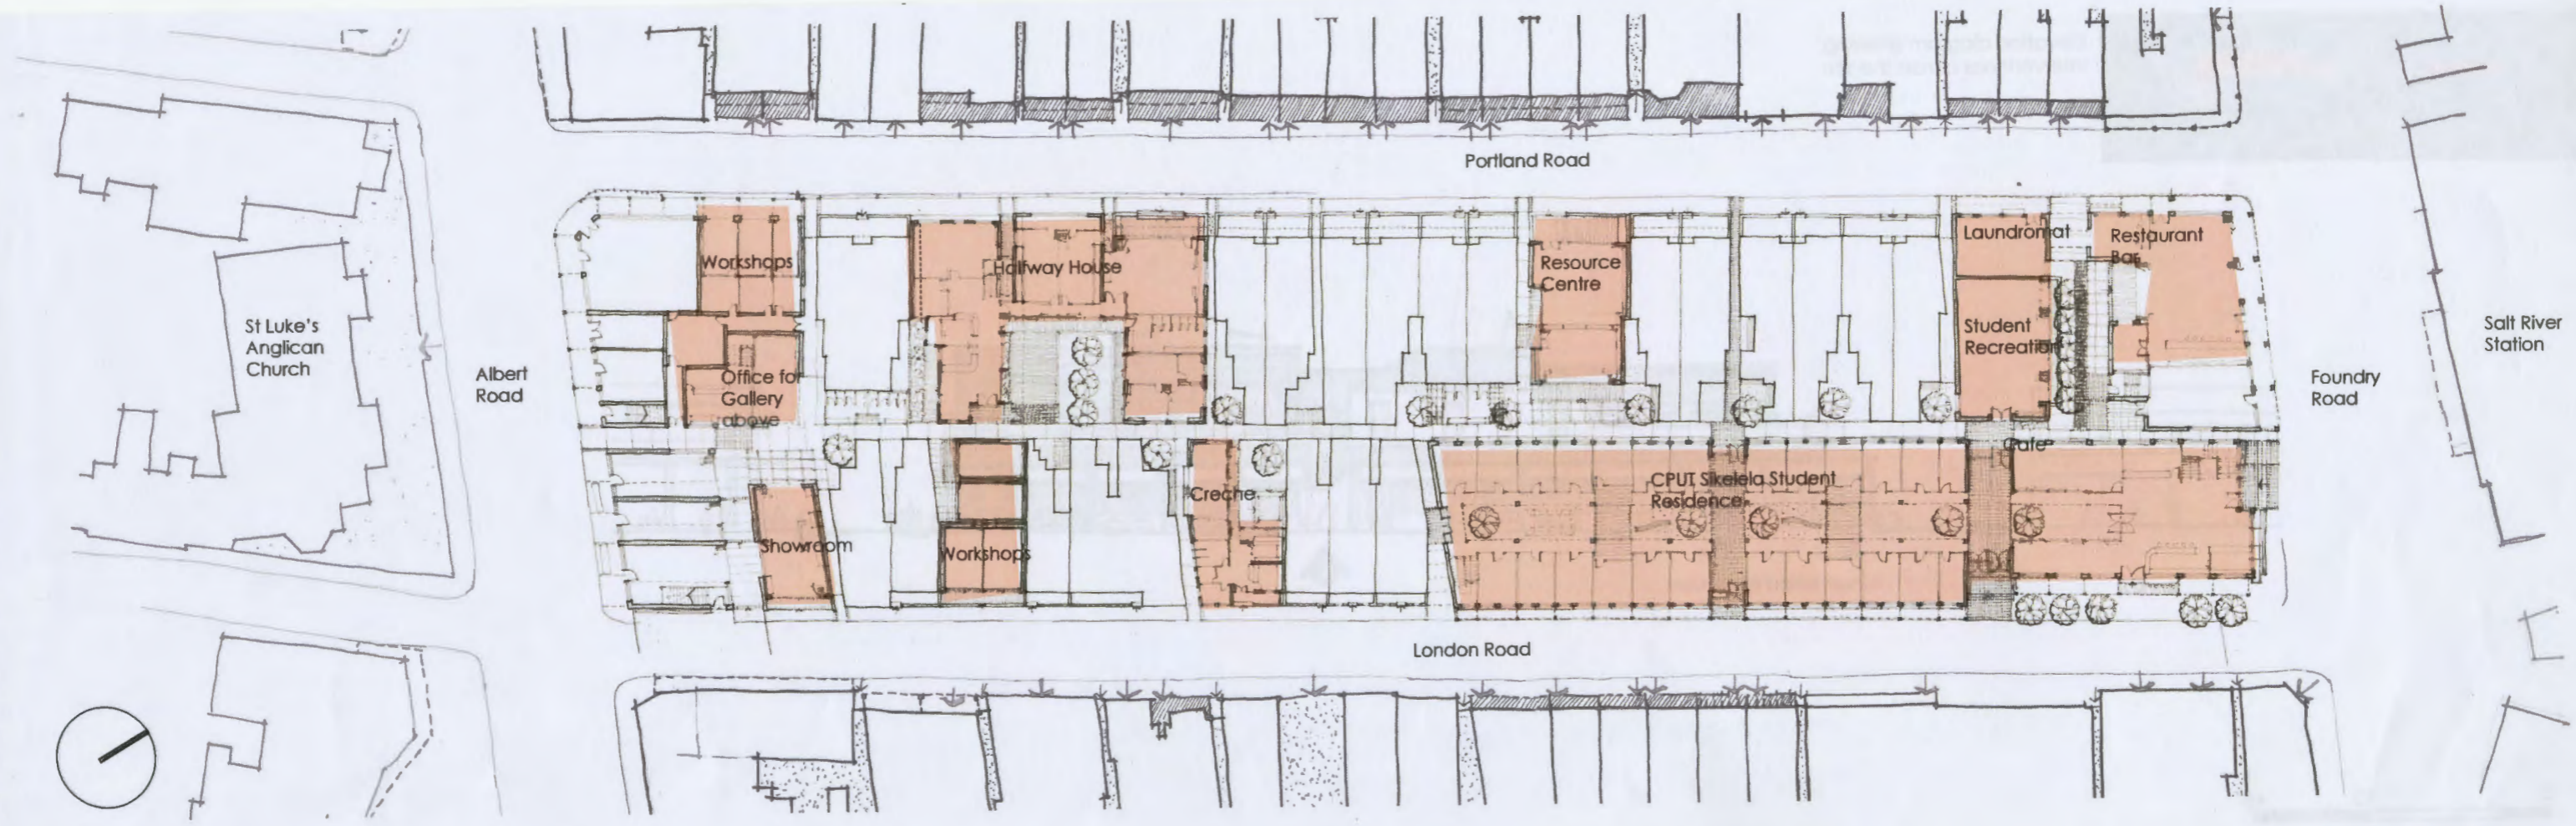 Portland Road
Workshops
Halfway House
Resource
Centre
Laundromat
Restaurant
Bar
St Luke's
Anglican
Church
Albert
Road
Office for
Gallery
above
Student
Recreation
Salt River
Station
Foundry
Road
Cafe
Creche
CPUT Sikelela Student
Residence
Showroom
Workshops
London Road